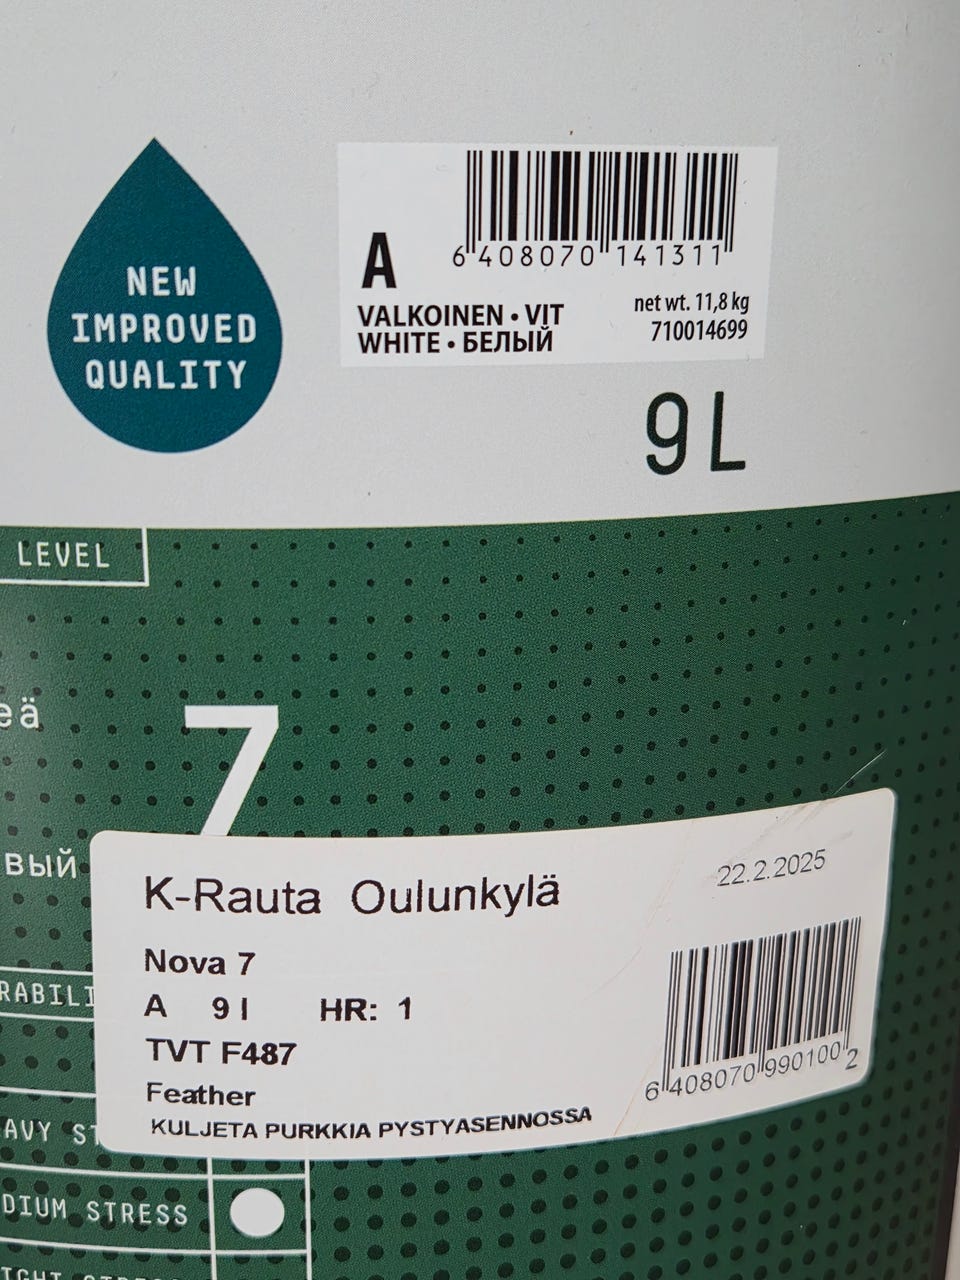 NEW
IMPROVED
QUALITY
A
6 408070 141311
VALKOINEN • VIT
WHITE • БЕЛЫЙ
net wt. 11,8 kg
710014699
9 L
LEVEL
7
K-Rauta Oulunkylä
22.2.2025
Nova 7
A 9 l HR: 1
TVT F487
Feather
KULJETA PURKKIA PYSTYASENNOSSA
6 408070 990100 2
STRESS